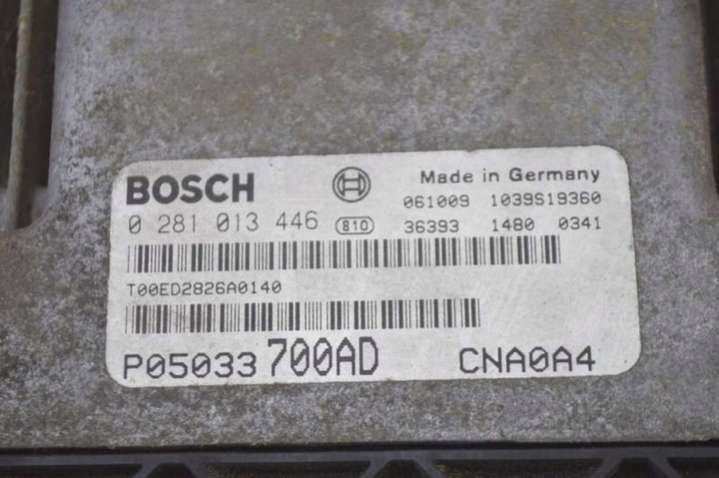 BOSCH Made in Germany
061009 1039S19360
0 281 013 446 810 36393 1480 0341
T00ED2826A0140
P05033 700AD CNA0A4